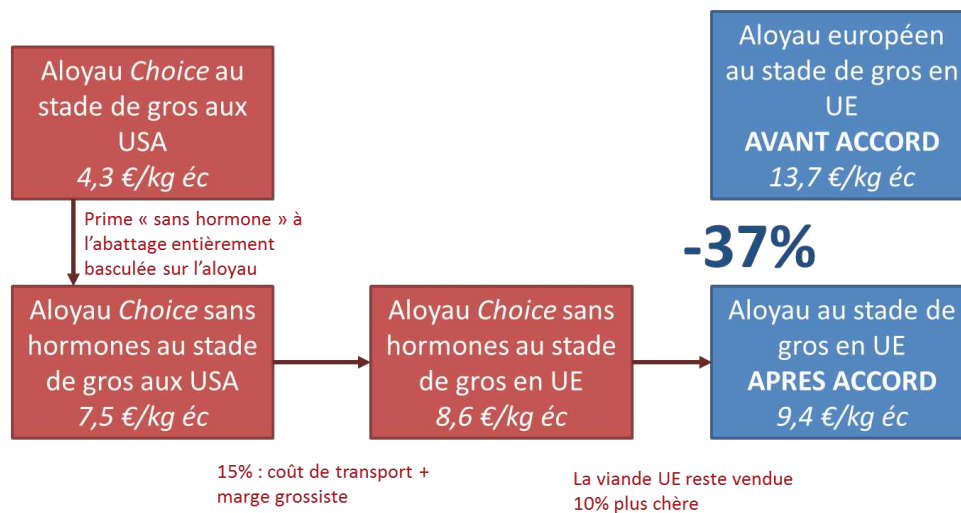 Aloyau Choice au
stade de gros aux
USA
4,3 €/kg éc
Aloyau européen
au stade de gros en
UE
AVANT ACCORD
13,7 €/kg éc
Prime « sans hormone » à
l’abattage entièrement
basculée sur l’aloyau
-37%
Aloyau Choice sans
hormones au stade
de gros aux USA
7,5 €/kg éc
Aloyau Choice sans
hormones au stade
de gros en UE
8,6 €/kg éc
Aloyau au stade de
gros en UE
APRES ACCORD
9,4 €/kg éc
15% : coût de transport +
marge grossiste
La viande UE reste vendue
10% plus chère